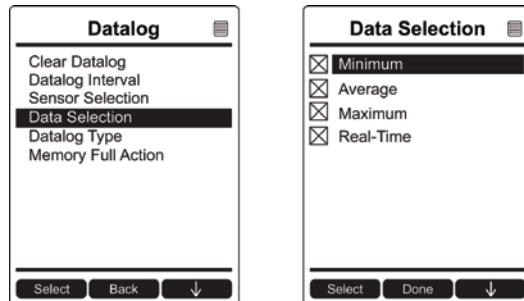 Datalog
Clear Datalog
Datalog Interval
Sensor Selection
Data Selection
Datalog Type
Memory Full Action
Select Back ↓
Data Selection
Minimum
Average
Maximum
Real-Time
Select Done ↓